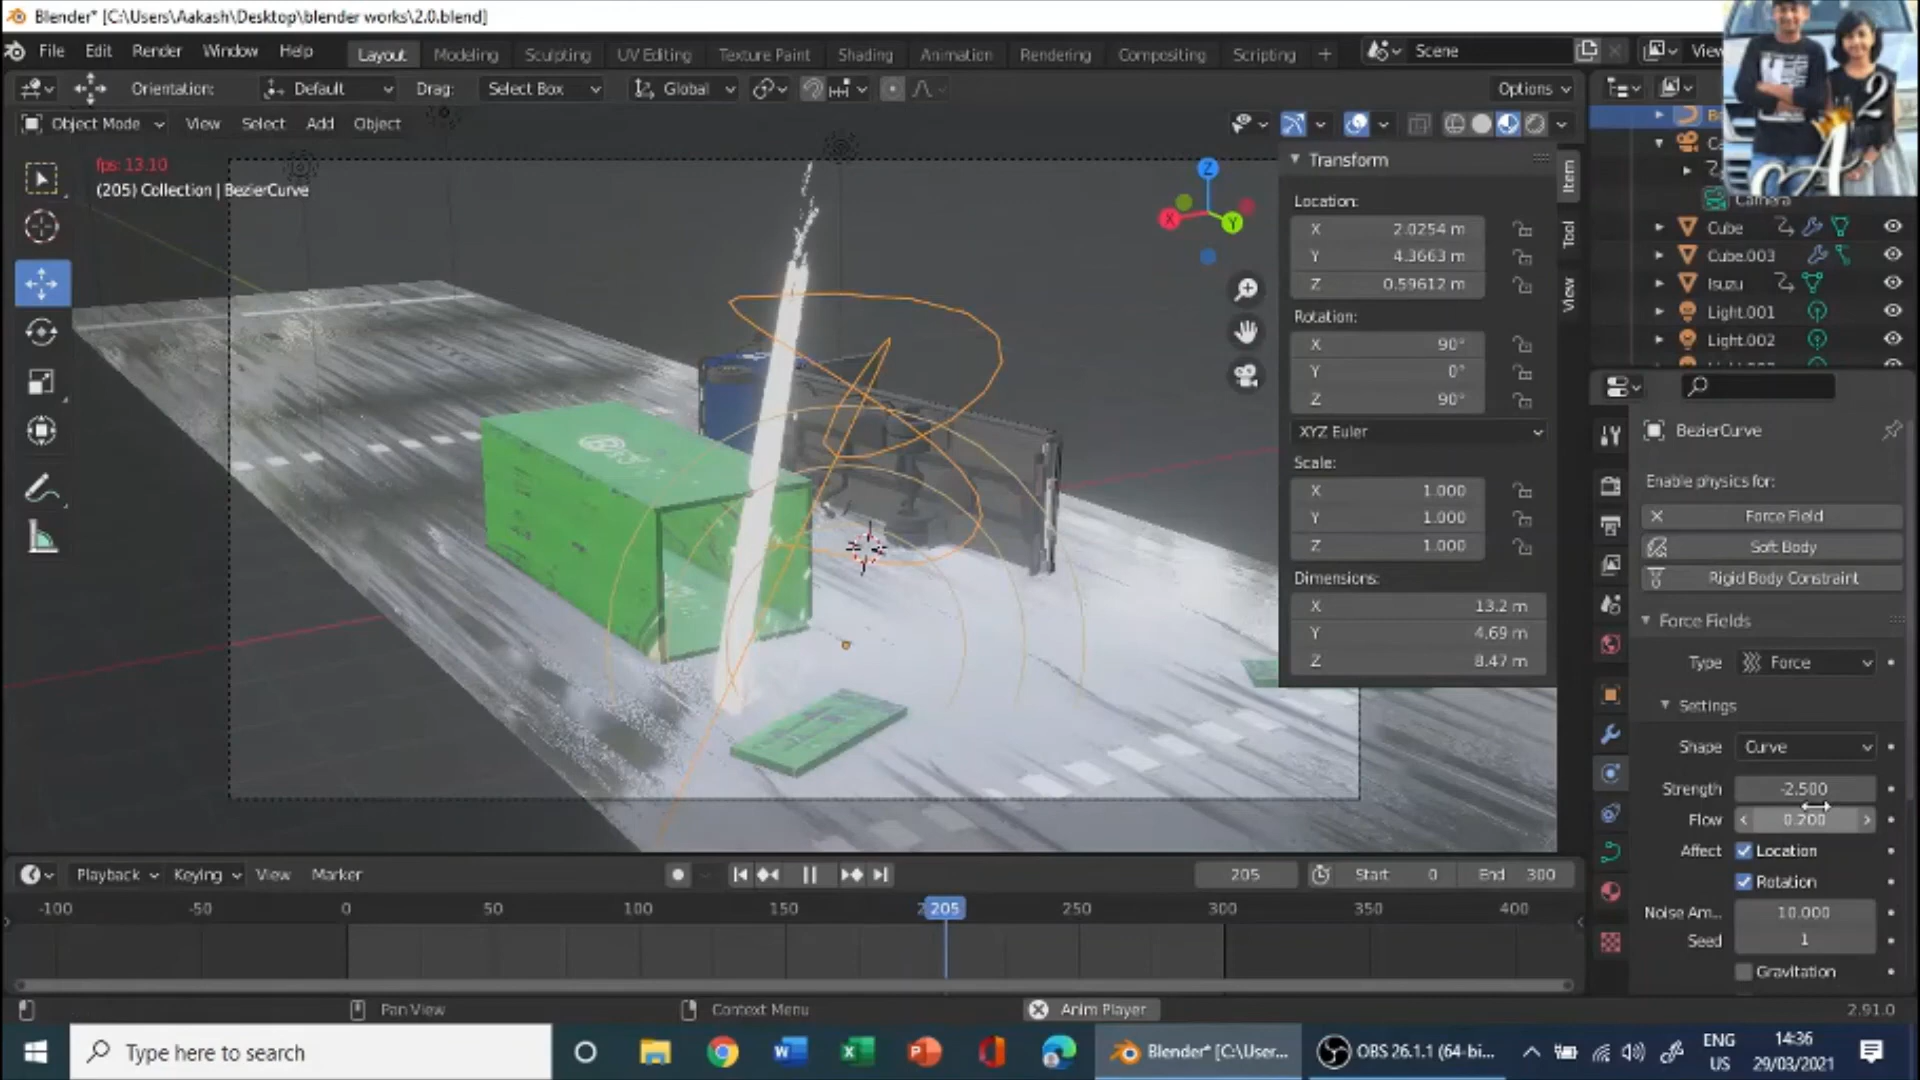 Blender* [C:\Users\Aakash\Desktop\blender works\2.0.blend]
File Edit Render Window Help Layout Modeling Sculpting UV Editing Texture Paint Shading Animation Rendering Compositing Scripting + Scene View
Orientation: Default Drag: Select Box Global Options
Object Mode View Select Add Object
fps: 13.10
(205) Collection | BezierCurve
Z
X
Y
Transform
Location:
X 2.0254 m
Y 4.3663 m
Z 0.59612 m
Rotation:
X 90°
Y 0°
Z 90°
XYZ Euler
Scale:
X 1.000
Y 1.000
Z 1.000
Dimensions:
X 13.2 m
Y 4.69 m
Z 8.47 m
Item
Tool
View
A 2
Camera
Cube
Cube.003
Isuzu
Light.001
Light.002
BezierCurve
Enable physics for:
Force Field
Soft Body
Rigid Body Constraint
Force Fields
Type Force
Settings
Shape Curve
Strength -2.500
Flow 0.200
Affect Location
Rotation
Noise Am... 10.000
Seed 1
Gravitation
Playback Keying View Marker 205 Start 0 End 300
-100 -50 0 50 100 150 205 250 300 350 400
Pan View Context Menu Anim Player 2.91.0
Type here to search Blender* [C:\User... OBS 26.1.1 (64-bi... ENG US 14:36 29/03/2021